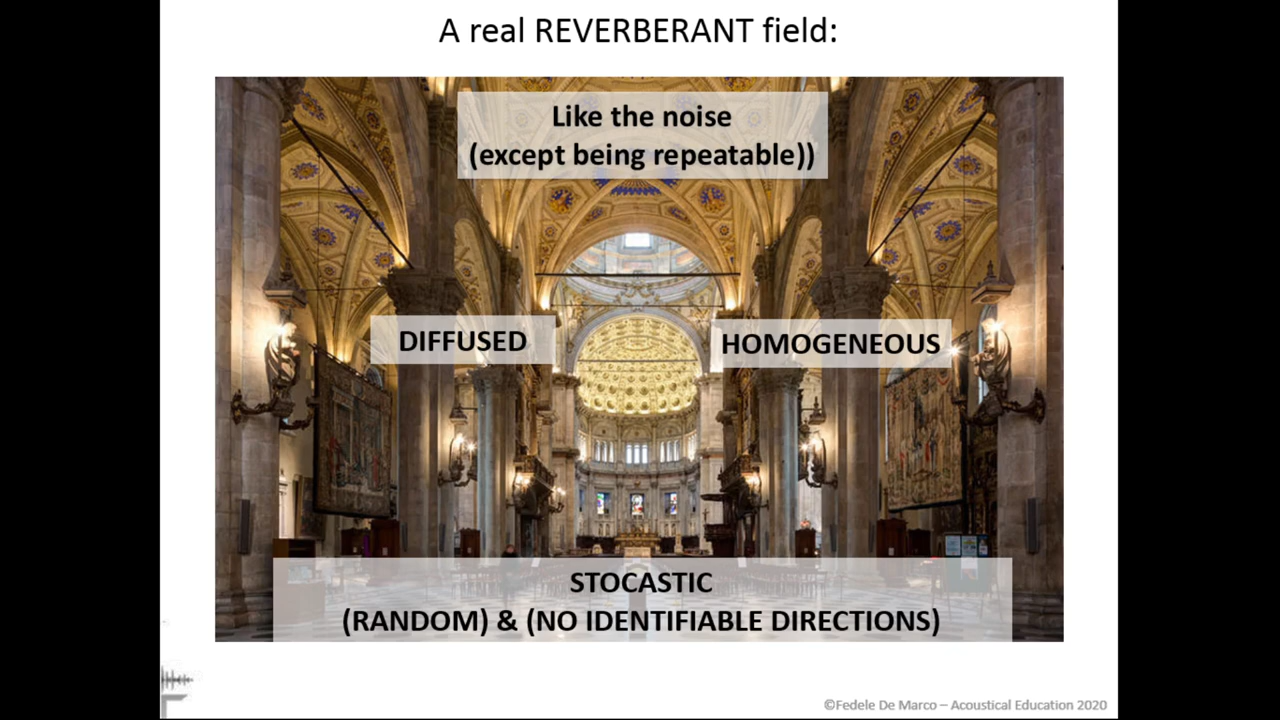 A real REVERBERANT field:
Like the noise
(except being repeatable))
DIFFUSED
HOMOGENEOUS
STOCASTIC
(RANDOM) & (NO IDENTIFIABLE DIRECTIONS)
©Fedele De Marco – Acoustical Education 2020